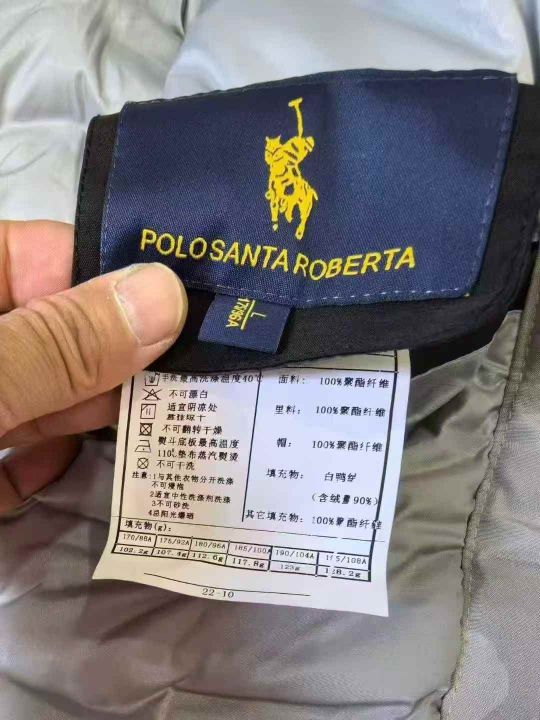 POLO SANTA ROBERTA
L
170/96A
手洗最高洗涤温度40℃
不可漂白
适宜阴凉处
悬挂晾干
不可翻转干燥
熨斗底板最高温度
110℃垫布蒸汽熨烫
不可干洗
注意:1与其他衣物分开洗涤
不可浸泡
2适宜中性洗涤剂洗涤
3不可砂洗
4忌阳光爆晒
面料: 100%聚酯纤维
里料: 100%聚酯纤维
帽: 100%聚酯纤维
填充物: 白鸭绒
(含绒量90%)
其它填充物: 100%聚酯纤维
填充物(g):
170/88A 175/92A 180/96A 185/100A 190/104A 195/108A
102.2g 107.4g 112.6g 117.8g 123g 128.2g
22-10